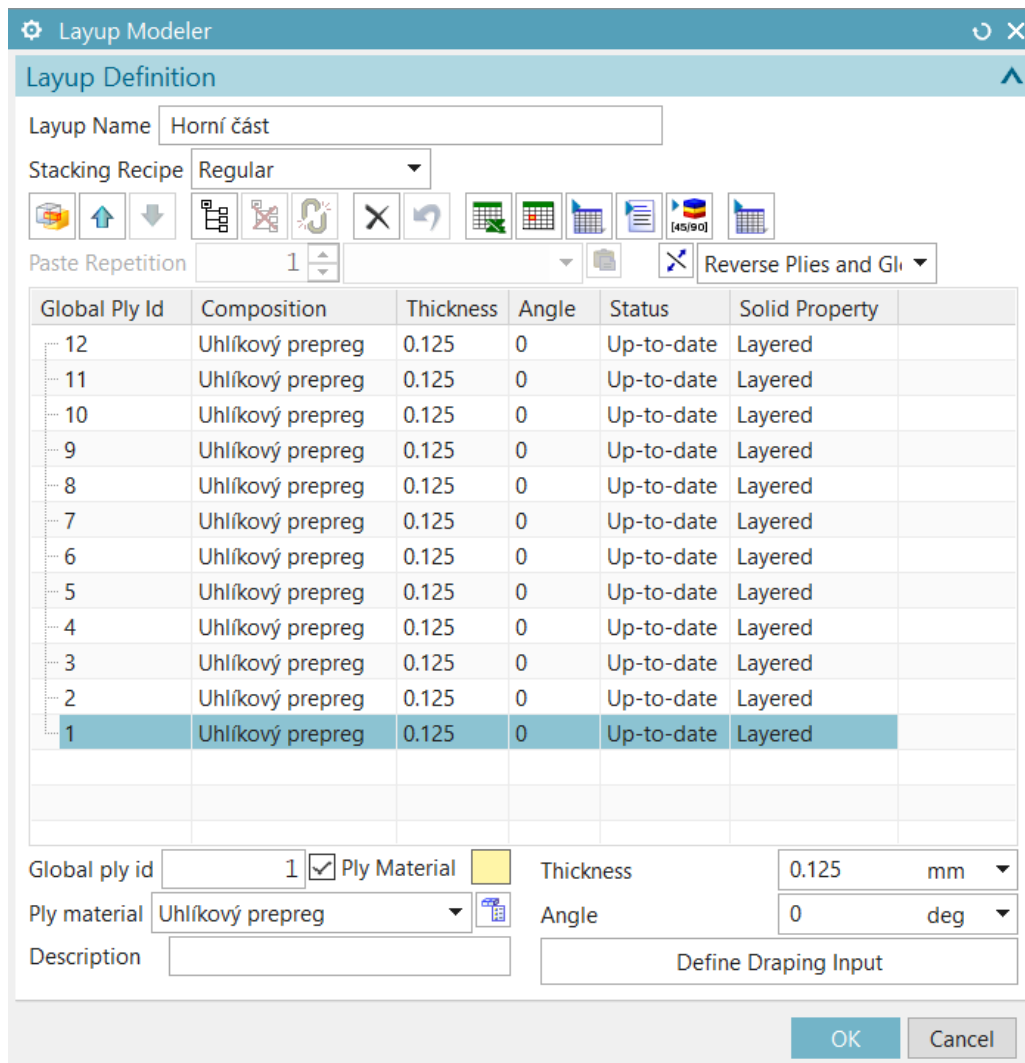 Layup Modeler
Layup Definition
Layup Name Horní část
Stacking Recipe Regular
[45/90]
Paste Repetition 1 Reverse Plies and Gl
Global Ply Id Composition Thickness Angle Status Solid Property
12 Uhlíkový prepreg 0.125 0 Up-to-date Layered
11 Uhlíkový prepreg 0.125 0 Up-to-date Layered
10 Uhlíkový prepreg 0.125 0 Up-to-date Layered
9 Uhlíkový prepreg 0.125 0 Up-to-date Layered
8 Uhlíkový prepreg 0.125 0 Up-to-date Layered
7 Uhlíkový prepreg 0.125 0 Up-to-date Layered
6 Uhlíkový prepreg 0.125 0 Up-to-date Layered
5 Uhlíkový prepreg 0.125 0 Up-to-date Layered
4 Uhlíkový prepreg 0.125 0 Up-to-date Layered
3 Uhlíkový prepreg 0.125 0 Up-to-date Layered
2 Uhlíkový prepreg 0.125 0 Up-to-date Layered
1 Uhlíkový prepreg 0.125 0 Up-to-date Layered
Global ply id 1 Ply Material Thickness 0.125 mm
Ply material Uhlíkový prepreg Angle 0 deg
Description Define Draping Input
OK Cancel